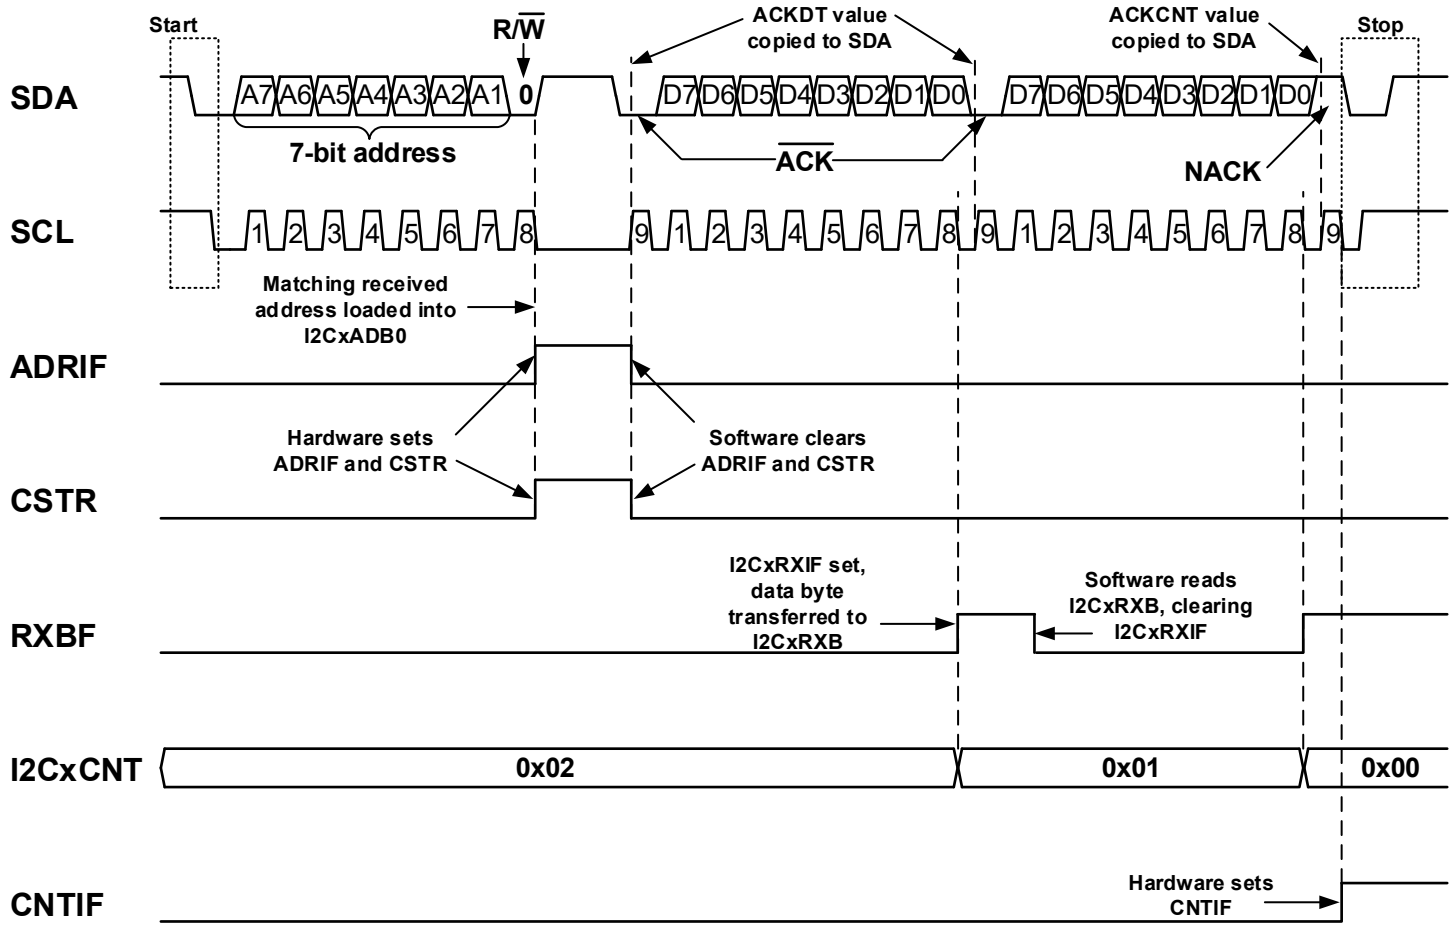 Start
R/W
ACKDT value
copied to SDA
ACKCNT value
copied to SDA
Stop
SDA
A7 A6 A5 A4 A3 A2 A1 0
D7 D6 D5 D4 D3 D2 D1 D0
D7 D6 D5 D4 D3 D2 D1 D0
7-bit address
ACK
NACK
SCL
1 2 3 4 5 6 7 8
9 1 2 3 4 5 6 7 8
9 1 2 3 4 5 6 7 8 9
Matching received
address loaded into
I2CxADB0
ADRIF
Hardware sets
ADRIF and CSTR
Software clears
ADRIF and CSTR
CSTR
I2CxRXIF set,
data byte
transferred to
I2CxRXB
Software reads
I2CxRXB, clearing
I2CxRXIF
RXBF
I2CxCNT
0x02
0x01
0x00
Hardware sets
CNTIF
CNTIF